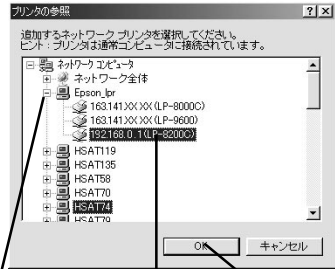 プリンタの参照
追加するネットワーク プリンタを選択してください。
ヒント : プリンタは通常コンピュータに接続されています。
ネットワーク コンピュータ
ネットワーク全体
Epson_lpr
163.141.XX.XX(LP-8000C)
163.141.XX.XX(LP-9600)
192.168.0.1(LP-8200C)
HSAT119
HSAT135
HSAT58
HSAT70
HSAT74
HSAT79
OK
キャンセル